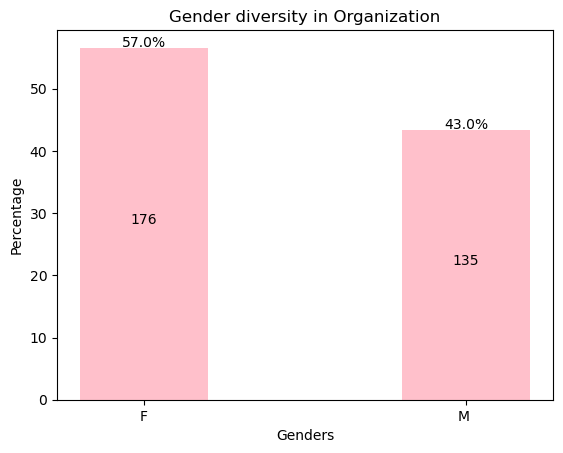 Gender diversity in Organization
57.0%
43.0%
176
135
Percentage
50
40
30
20
10
0
F
M
Genders